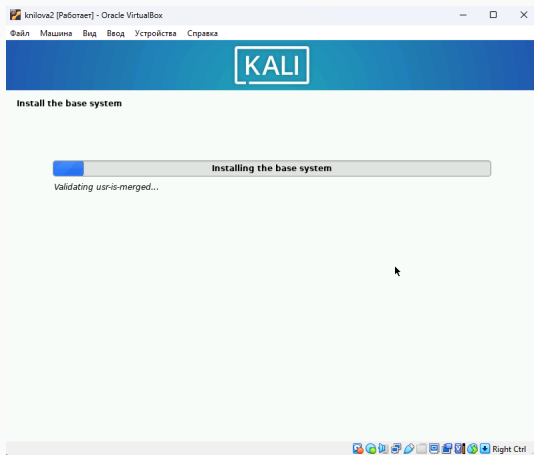 knilova2 [Работает] - Oracle VirtualBox
Файл Машина Вид Ввод Устройства Справка
KALI
Install the base system
Installing the base system
Validating usr-is-merged...
Right Ctrl